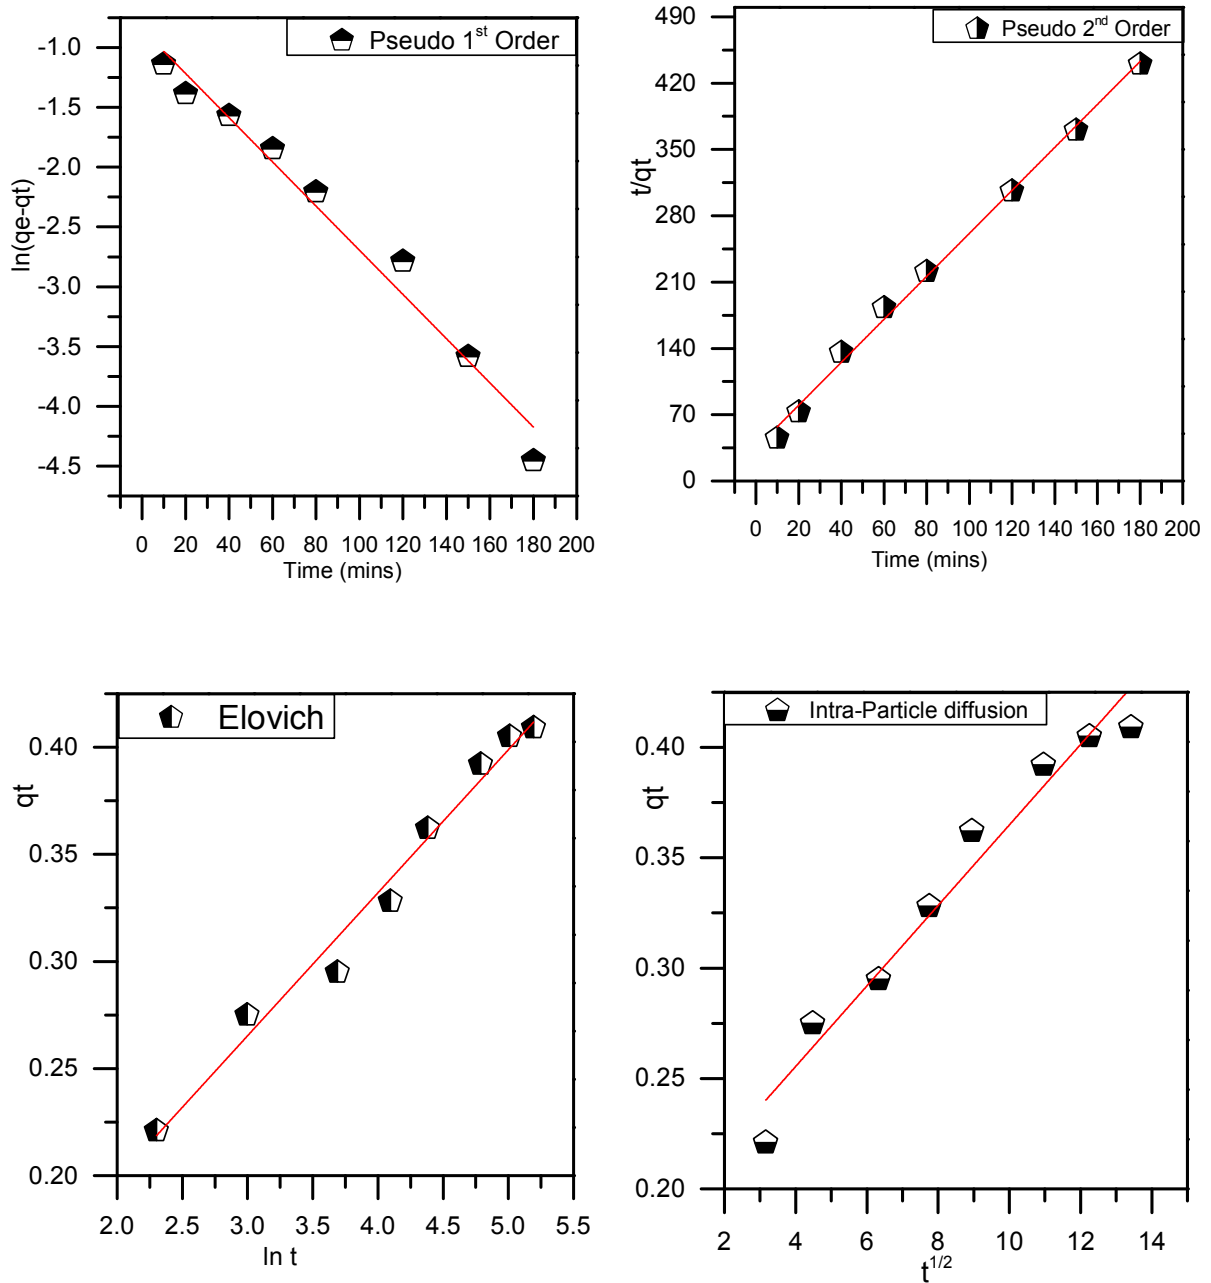 Pseudo 1st Order
-1.0
-1.5
-2.0
-2.5
-3.0
-3.5
-4.0
-4.5
ln(qe-qt)
0 20 40 60 80 100 120 140 160 180 200
Time (mins)
Pseudo 2nd Order
490
420
350
280
210
140
70
0
t/qt
0 20 40 60 80 100 120 140 160 180 200
Time (mins)
Elovich
0.40
0.35
0.30
0.25
0.20
qt
2.0 2.5 3.0 3.5 4.0 4.5 5.0 5.5
ln t
Intra-Particle diffusion
0.40
0.35
0.30
0.25
0.20
qt
2 4 6 8 10 12 14
t1/2